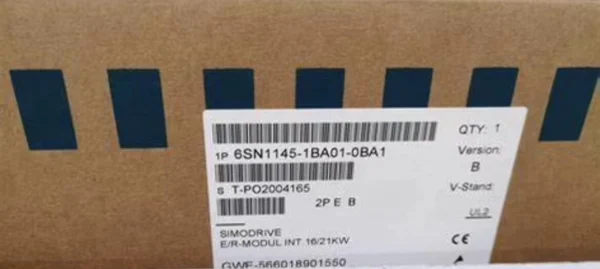 QTY: 1
1P 6SN1145-1BA01-0BA1
Version:
B
S T-PO2004165
V-Stand:
2P E B
UL2
SIMODRIVE
E/R-MODUL INT. 16/21KW
CE
GWE-566018901550